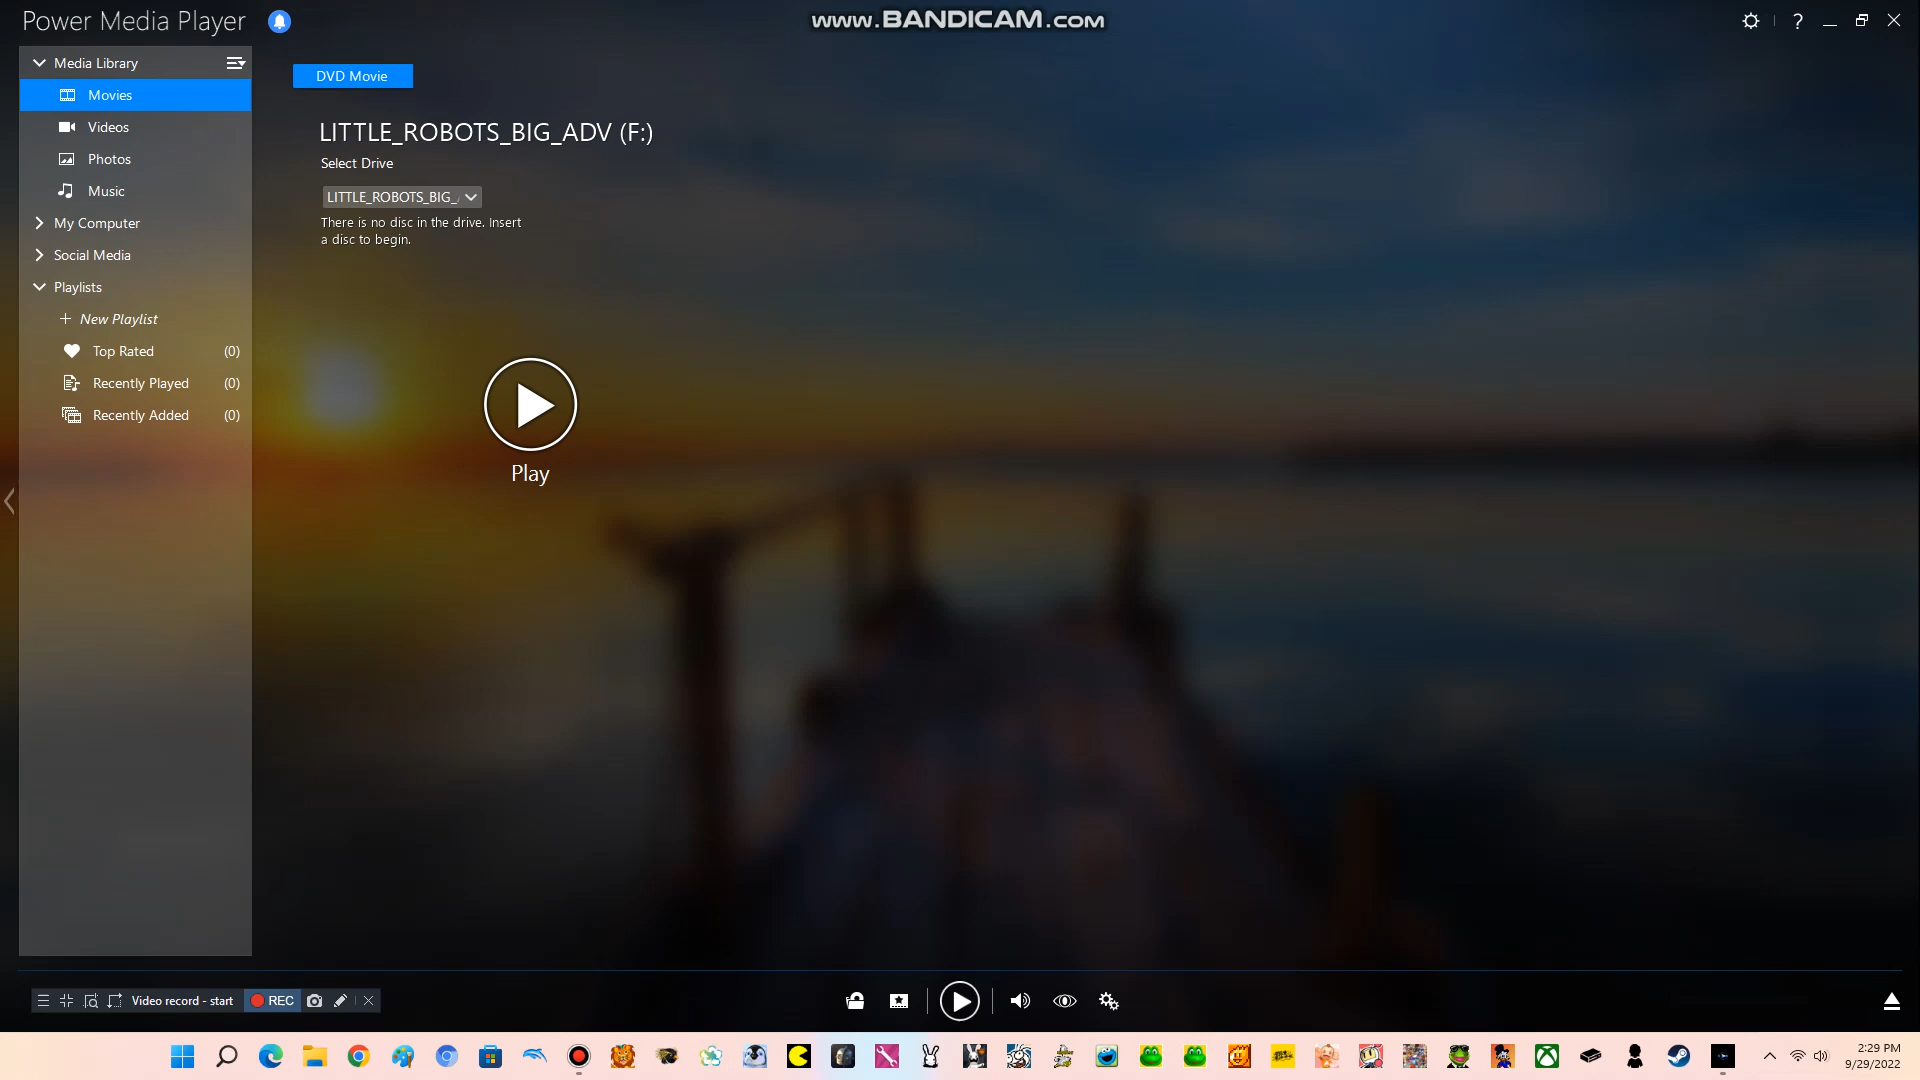 Power Media Player
www.BANDICAM.com
Media Library
Movies
Videos
Photos
Music
My Computer
Social Media
Playlists
New Playlist
Top Rated (0)
Recently Played (0)
Recently Added (0)
DVD Movie
LITTLE_ROBOTS_BIG_ADV (F:)
Select Drive
LITTLE_ROBOTS_BIG_
There is no disc in the drive. Insert
a disc to begin.
Play
Video record - start
REC
2:29 PM
9/29/2022